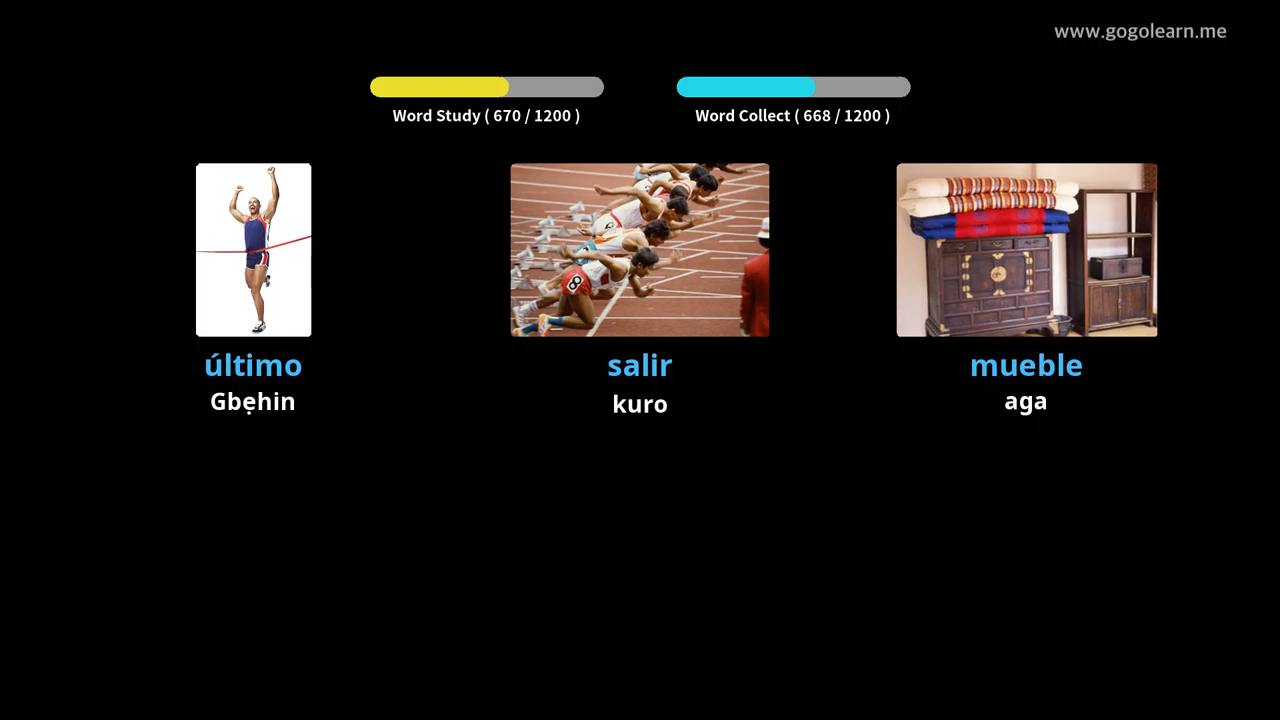 www.gogolearn.me
Word Study ( 670 / 1200 )
Word Collect ( 668 / 1200 )
último
Gbẹhin
salir
kuro
mueble
aga